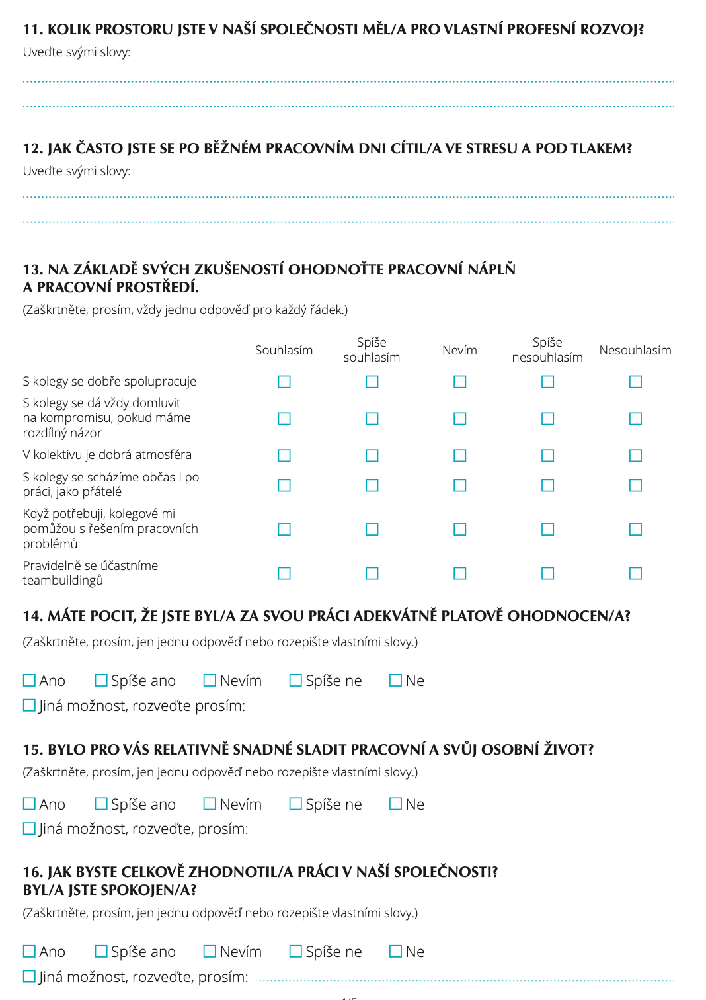 11. KOLIK PROSTORU JSTE V NAŠÍ SPOLEČNOSTI MĚL/A PRO VLASTNÍ PROFESNÍ ROZVOJ?
Uveďte svými slovy:
12. JAK ČASTO JSTE SE PO BĚŽNÉM PRACOVNÍM DNI CÍTIL/A VE STRESU A POD TLAKEM?
Uveďte svými slovy:
13. NA ZÁKLADĚ SVÝCH ZKUŠENOSTÍ OHODNOŤTE PRACOVNÍ NÁPLŇ
A PRACOVNÍ PROSTŘEDÍ.
(Zaškrtněte, prosím, vždy jednu odpověď pro každý řádek.)
Souhlasím
Spíše
souhlasím
Nevím
Spíše
nesouhlasím
Nesouhlasím
S kolegy se dobře spolupracuje
S kolegy se dá vždy domluvit
na kompromisu, pokud máme
rozdílný názor
V kolektivu je dobrá atmosféra
S kolegy se scházíme občas i po
práci, jako přátelé
Když potřebuji, kolegové mi
pomůžou s řešením pracovních
problémů
Pravidelně se účastníme
teambuildingů
14. MÁTE POCIT, ŽE JSTE BYL/A ZA SVOU PRÁCI ADEKVÁTNĚ PLATOVĚ OHODNOCEN/A?
(Zaškrtněte, prosím, jen jednu odpověď nebo rozepište vlastními slovy.)
Ano Spíše ano Nevím Spíše ne Ne
Jiná možnost, rozveďte prosím:
15. BYLO PRO VÁS RELATIVNĚ SNADNÉ SLADIT PRACOVNÍ A SVŮJ OSOBNÍ ŽIVOT?
(Zaškrtněte, prosím, jen jednu odpověď nebo rozepište vlastními slovy.)
Ano Spíše ano Nevím Spíše ne Ne
Jiná možnost, rozveďte, prosím:
16. JAK BYSTE CELKOVĚ ZHODNOTIL/A PRÁCI V NAŠÍ SPOLEČNOSTI?
BYL/A JSTE SPOKOJEN/A?
(Zaškrtněte, prosím, jen jednu odpověď nebo rozepište vlastními slovy.)
Ano Spíše ano Nevím Spíše ne Ne
Jiná možnost, rozveďte, prosím: